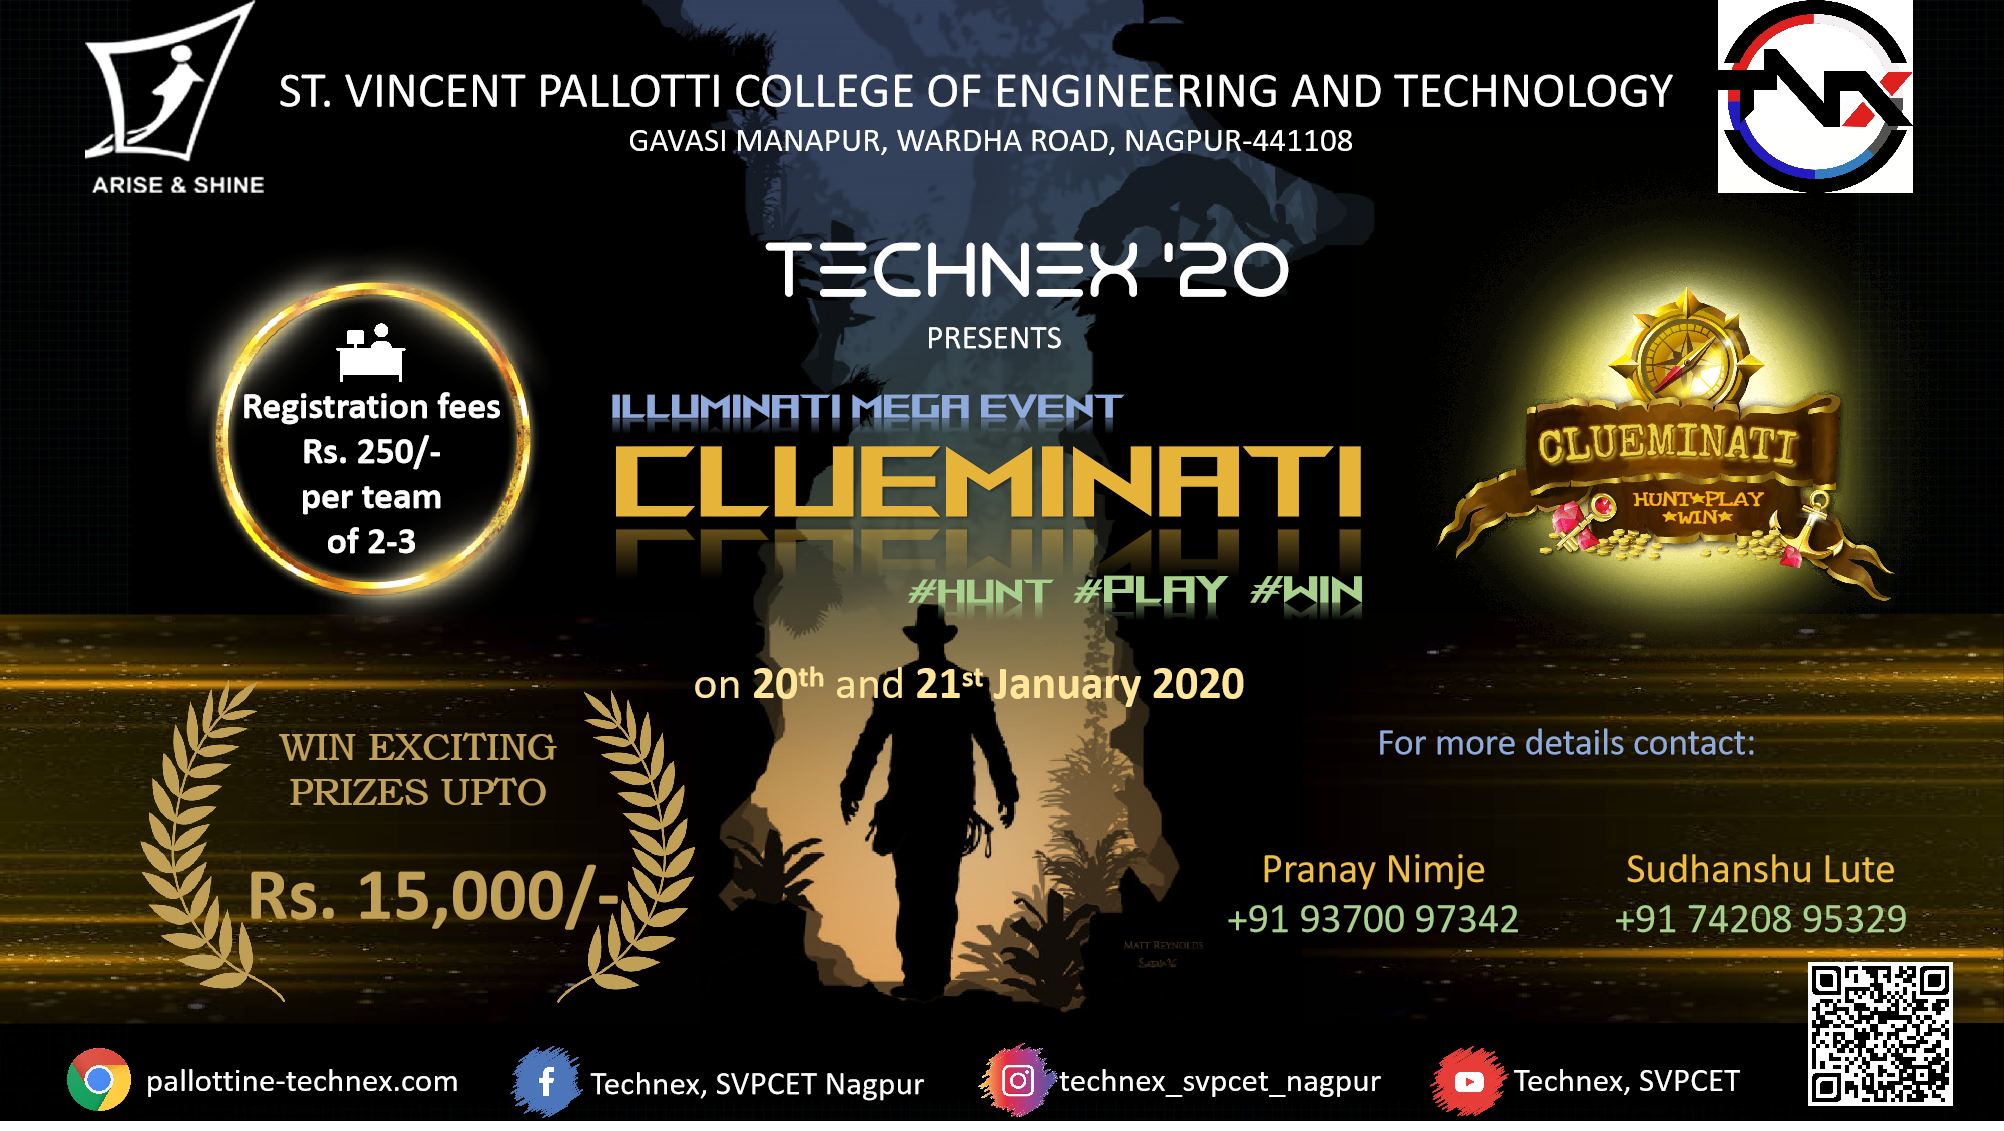 ST. VINCENT PALLOTTI COLLEGE OF ENGINEERING AND TECHNOLOGY
GAVASI MANAPUR, WARDHA ROAD, NAGPUR-441108
ARISE & SHINE
TNX
TECHNEX '20
PRESENTS
Registration fees
Rs. 250/-
per team
of 2-3
ILLUMINATI MEGA EVENT
CLUEMINATI
#HUNT #PLAY #WIN
CLUEMINATI
HUNT★PLAY
★WIN★
on 20th and 21st January 2020
WIN EXCITING
PRIZES UPTO
Rs. 15,000/-
For more details contact:
Pranay Nimje
+91 93700 97342
Sudhanshu Lute
+91 74208 95329
MATT REYNOLDS
pallottine-technex.com
Technex, SVPCET Nagpur
technex_svpcet_nagpur
Technex, SVPCET